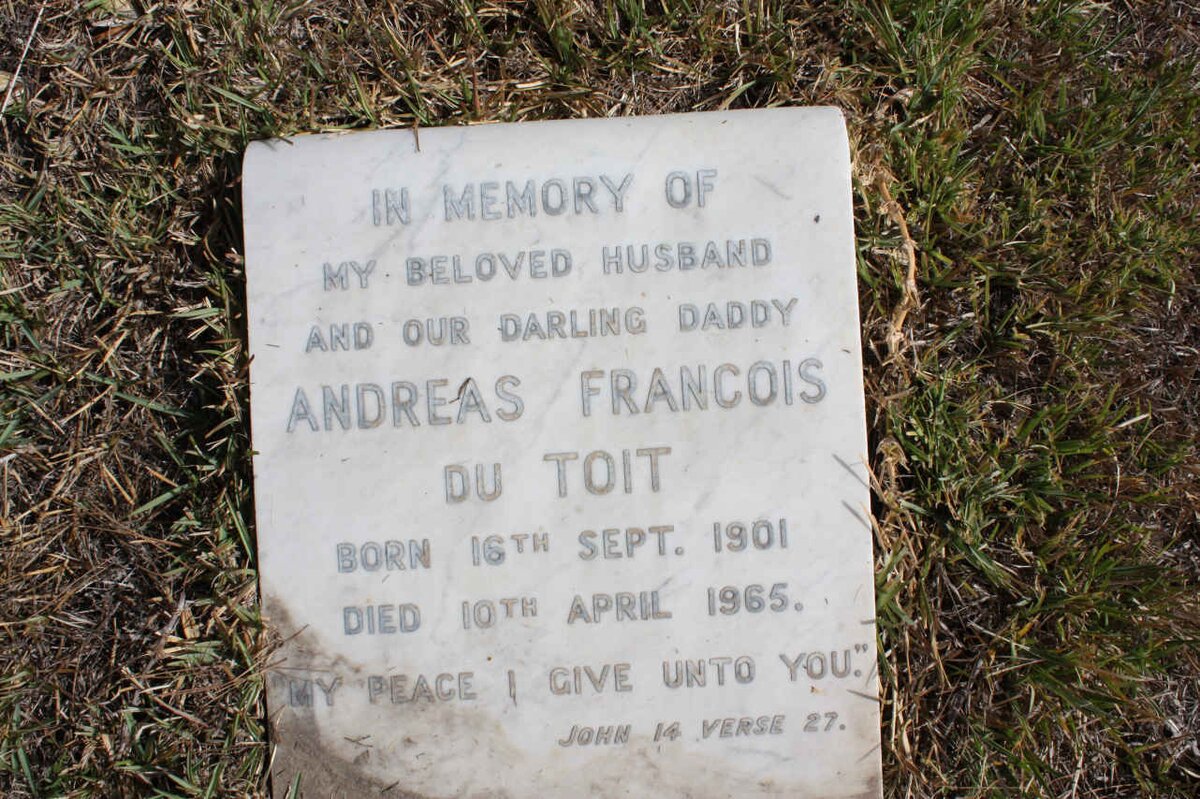 IN MEMORY OF
MY BELOVED HUSBAND
AND OUR DARLING DADDY
ANDREAS FRANCOIS
DU TOIT
BORN 16TH SEPT. 1901
DIED 10TH APRIL 1965.
"MY PEACE I GIVE UNTO YOU."
JOHN 14 VERSE 27.